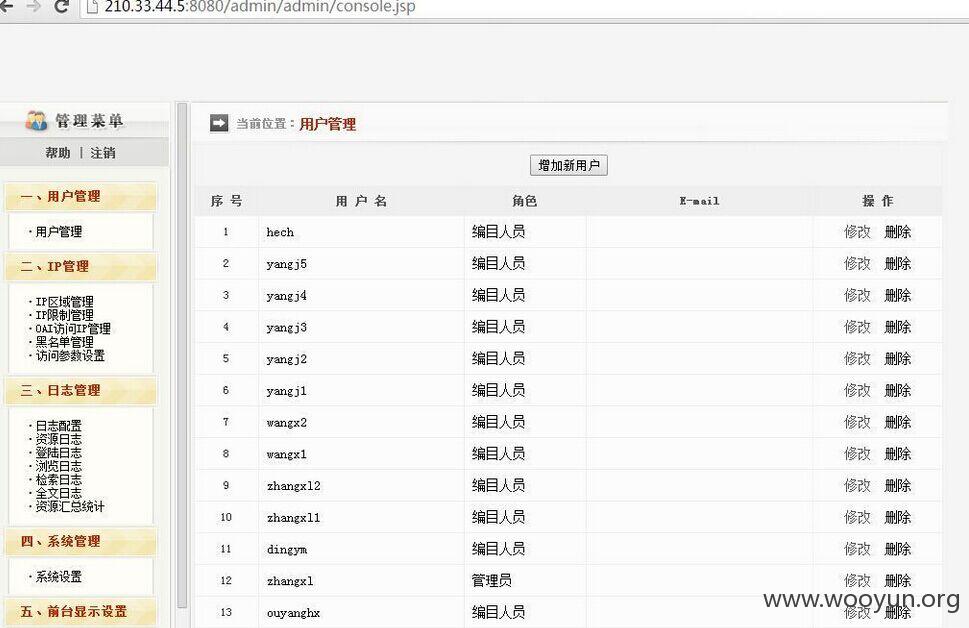 210.33.44.5:8080/admin/admin/console.jsp
管理菜单
帮助 | 注销
一、用户管理
·用户管理
二、IP管理
·IP区域管理
·IP限制管理
·OAI访问IP管理
·黑名单管理
·访问参数设置
三、日志管理
·日志配置
·资源日志
·登陆日志
·浏览日志
·检索日志
·全文日志
·资源汇总统计
四、系统管理
·系统设置
五、前台显示设置
当前位置：用户管理
增加新用户
序 号 用 户 名 角色 E-mail 操 作
1 hech 编目人员 修改 删除
2 yangj5 编目人员 修改 删除
3 yangj4 编目人员 修改 删除
4 yangj3 编目人员 修改 删除
5 yangj2 编目人员 修改 删除
6 yangj1 编目人员 修改 删除
7 wangx2 编目人员 修改 删除
8 wangx1 编目人员 修改 删除
9 zhangxl2 编目人员 修改 删除
10 zhangxl1 编目人员 修改 删除
11 dingym 编目人员 修改 删除
12 zhangxl 管理员 修改 删除
13 ouyanghx 编目人员 修改 删除
www.wooyun.org